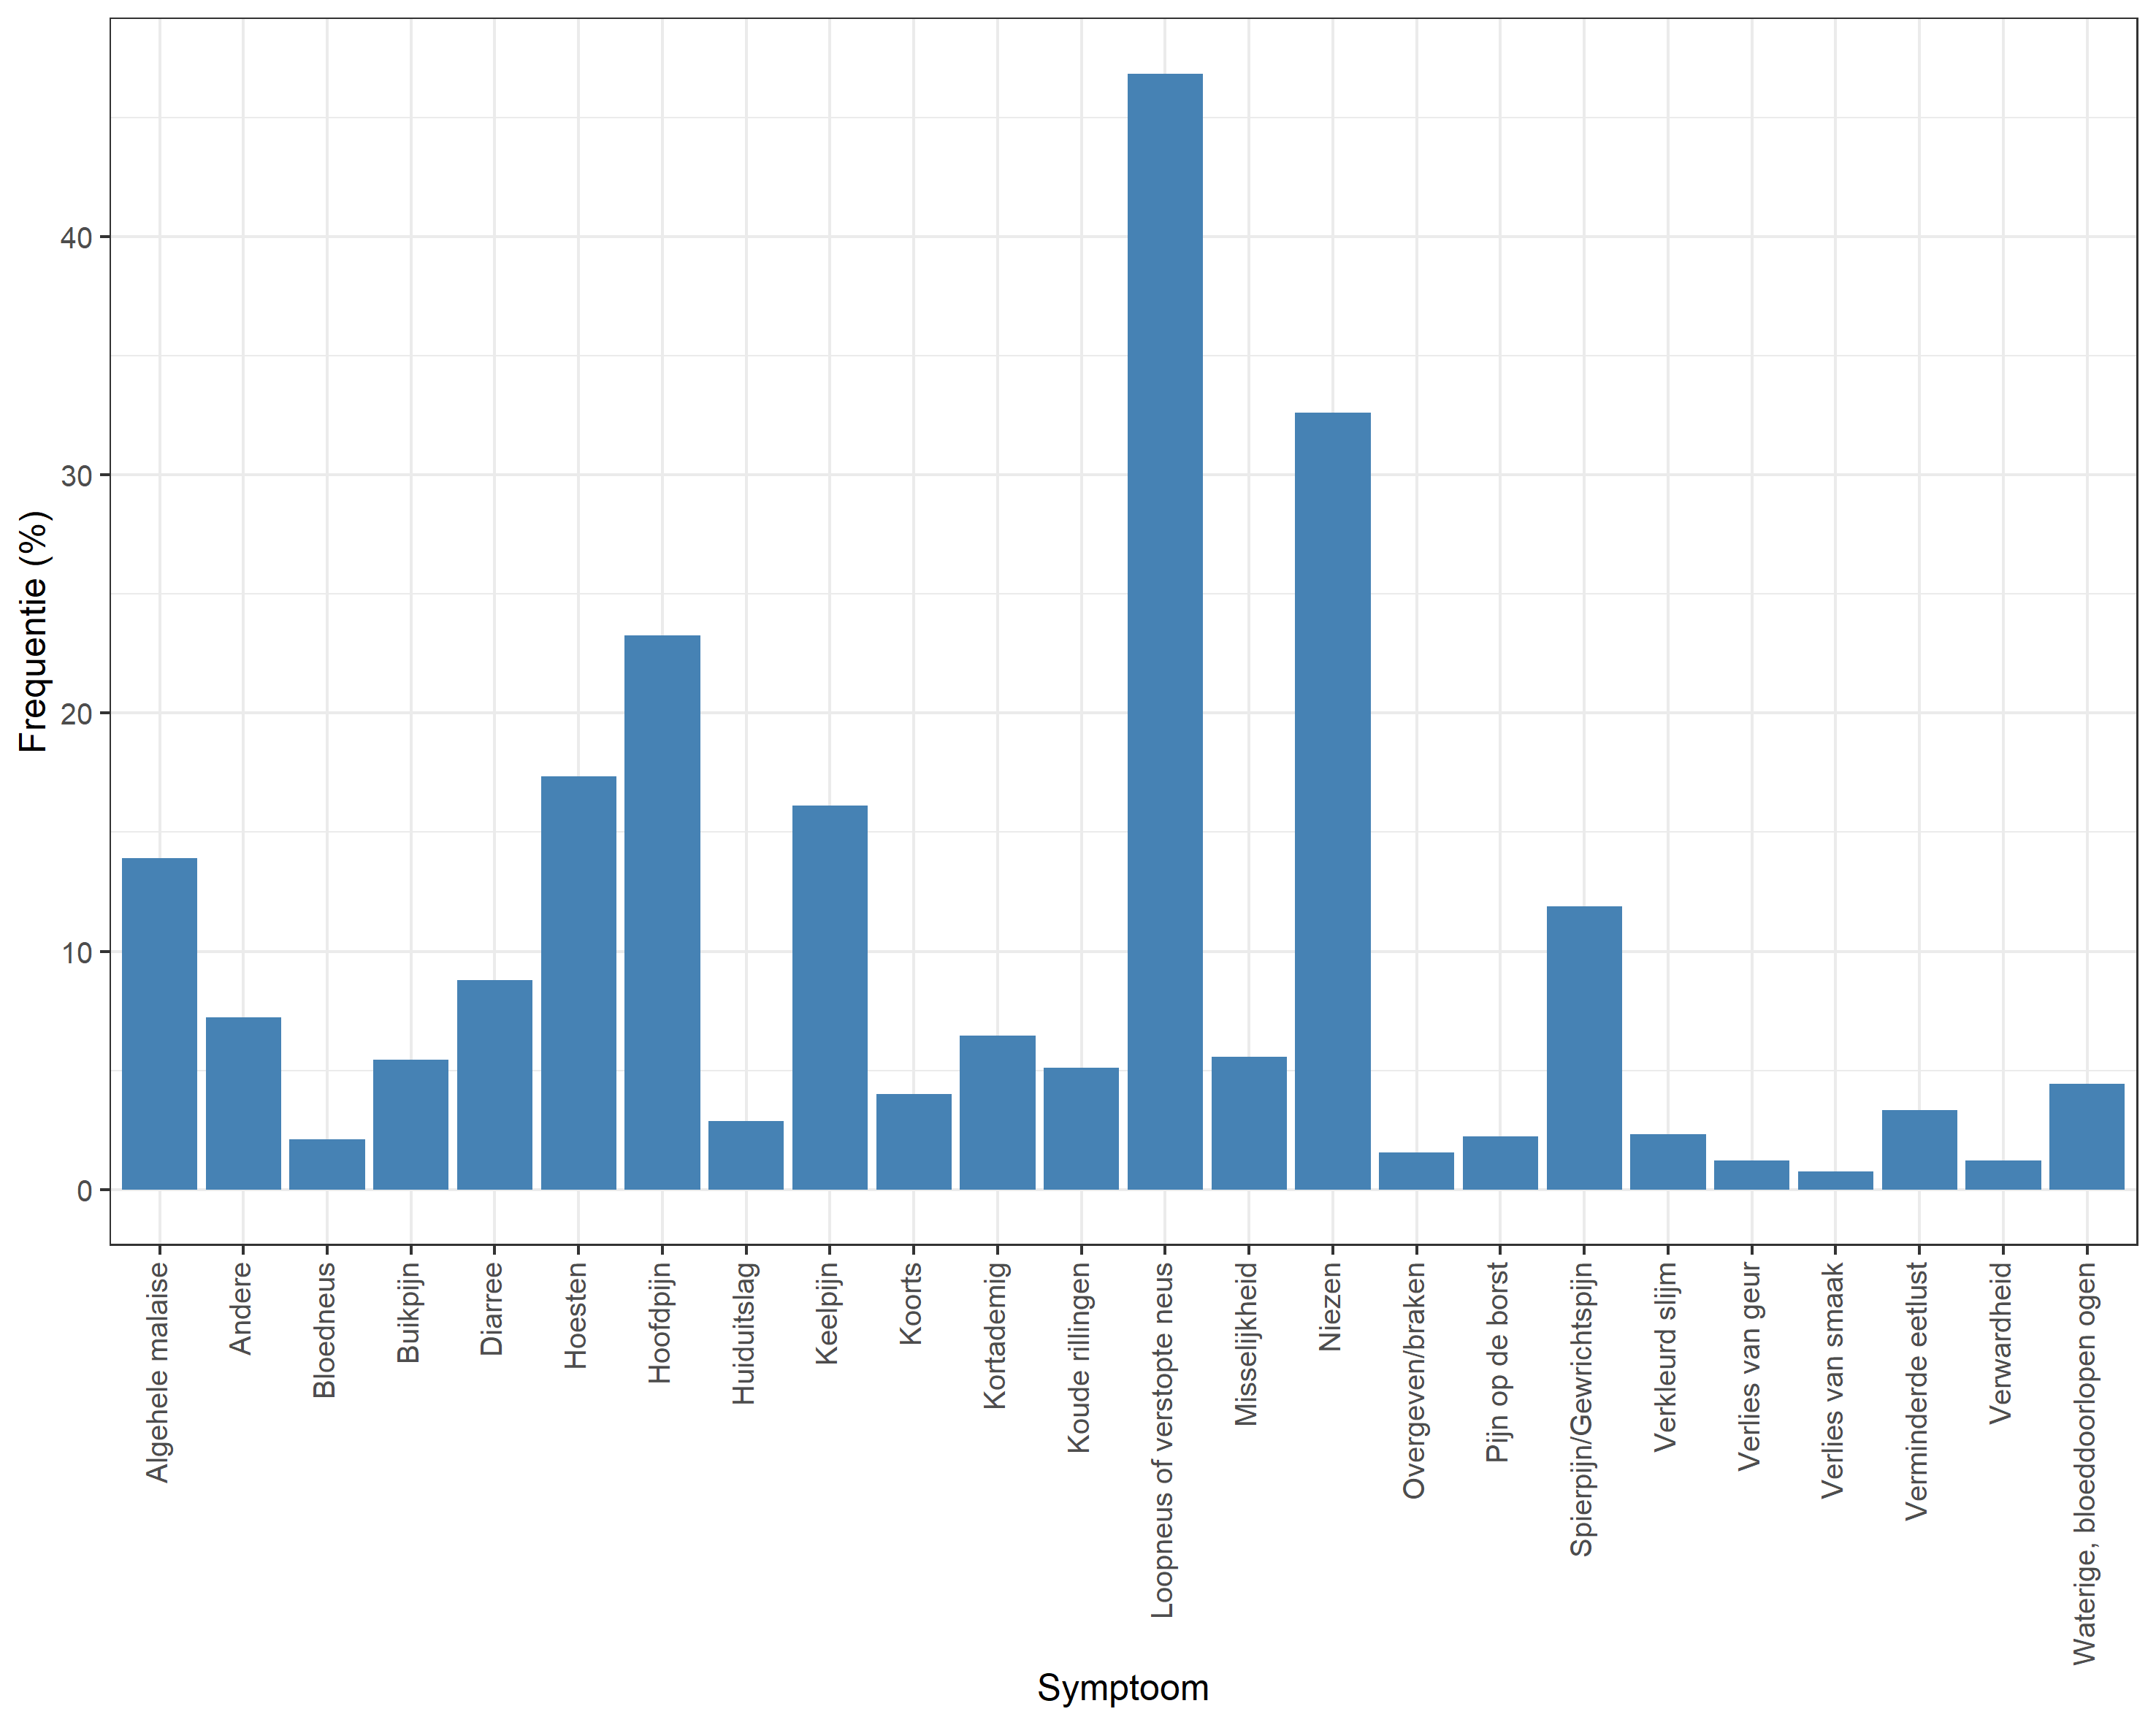 Frequentie (%)
40
30
20
10
0
Algehele malaise
Andere
Bloedneus
Buikpijn
Diarree
Hoesten
Hoofdpijn
Huiduitslag
Keelpijn
Koorts
Kortademig
Koude rillingen
Loopneus of verstopte neus
Misselijkheid
Niezen
Overgeven/braken
Pijn op de borst
Spierpijn/Gewrichtspijn
Verkleurd slijm
Verlies van geur
Verlies van smaak
Verminderde eetlust
Verwardheid
Waterige, bloeddoorlopen ogen
Symptoom